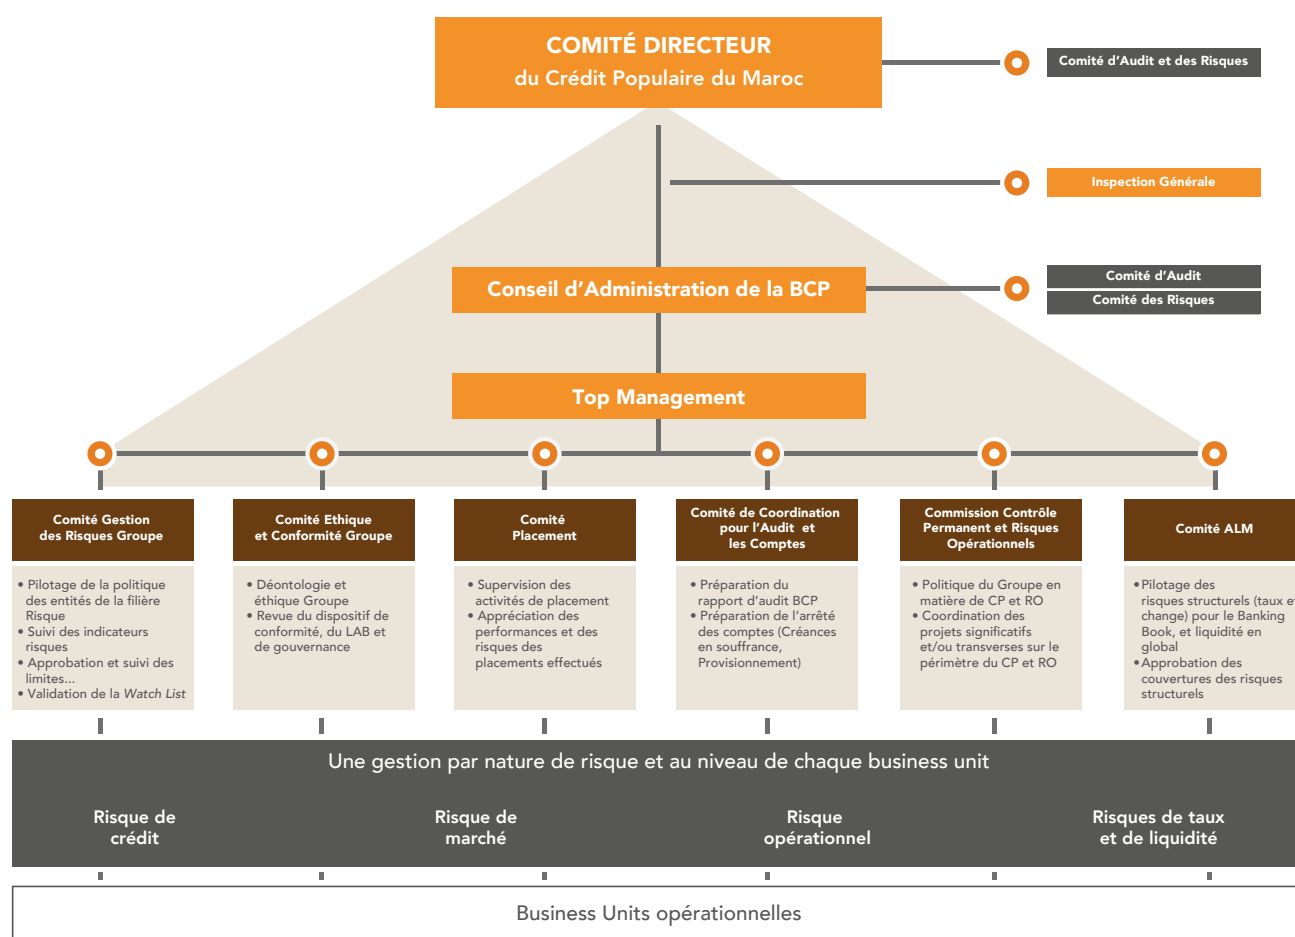 COMITÉ DIRECTEUR
du Crédit Populaire du Maroc
Comité d'Audit et des Risques
Inspection Générale
Conseil d'Administration de la BCP
Comité d'Audit
Comité des Risques
Top Management
Comité Gestion
des Risques Groupe
• Pilotage de la politique
des entités de la filière
Risque
• Suivi des indicateurs
risques
• Approbation et suivi des
limites...
• Validation de la Watch List
Comité Ethique
et Conformité Groupe
• Déontologie et
éthique Groupe
• Revue du dispositif de
conformité, du LAB et
de gouvernance
Comité
Placement
• Supervision des
activités de placement
• Appréciation des
performances et des
risques des
placements effectués
Comité de Coordination
pour l'Audit et
les Comptes
• Préparation du
rapport d'audit BCP
• Préparation de l'arrêté
des comptes (Créances
en souffrance,
Provisionnement)
Commission Contrôle
Permanent et Risques
Opérationnels
• Politique du Groupe en
matière de CP et RO
• Coordination des
projets significatifs
et/ou transverses sur le
périmètre du CP et RO
Comité ALM
• Pilotage des
risques structurels (taux et
change) pour le Banking
Book, et liquidité en
global
• Approbation des
couvertures des risques
structurels
Une gestion par nature de risque et au niveau de chaque business unit
Risque de
crédit
Risque de
marché
Risque
opérationnel
Risques de taux
et de liquidité
Business Units opérationnelles